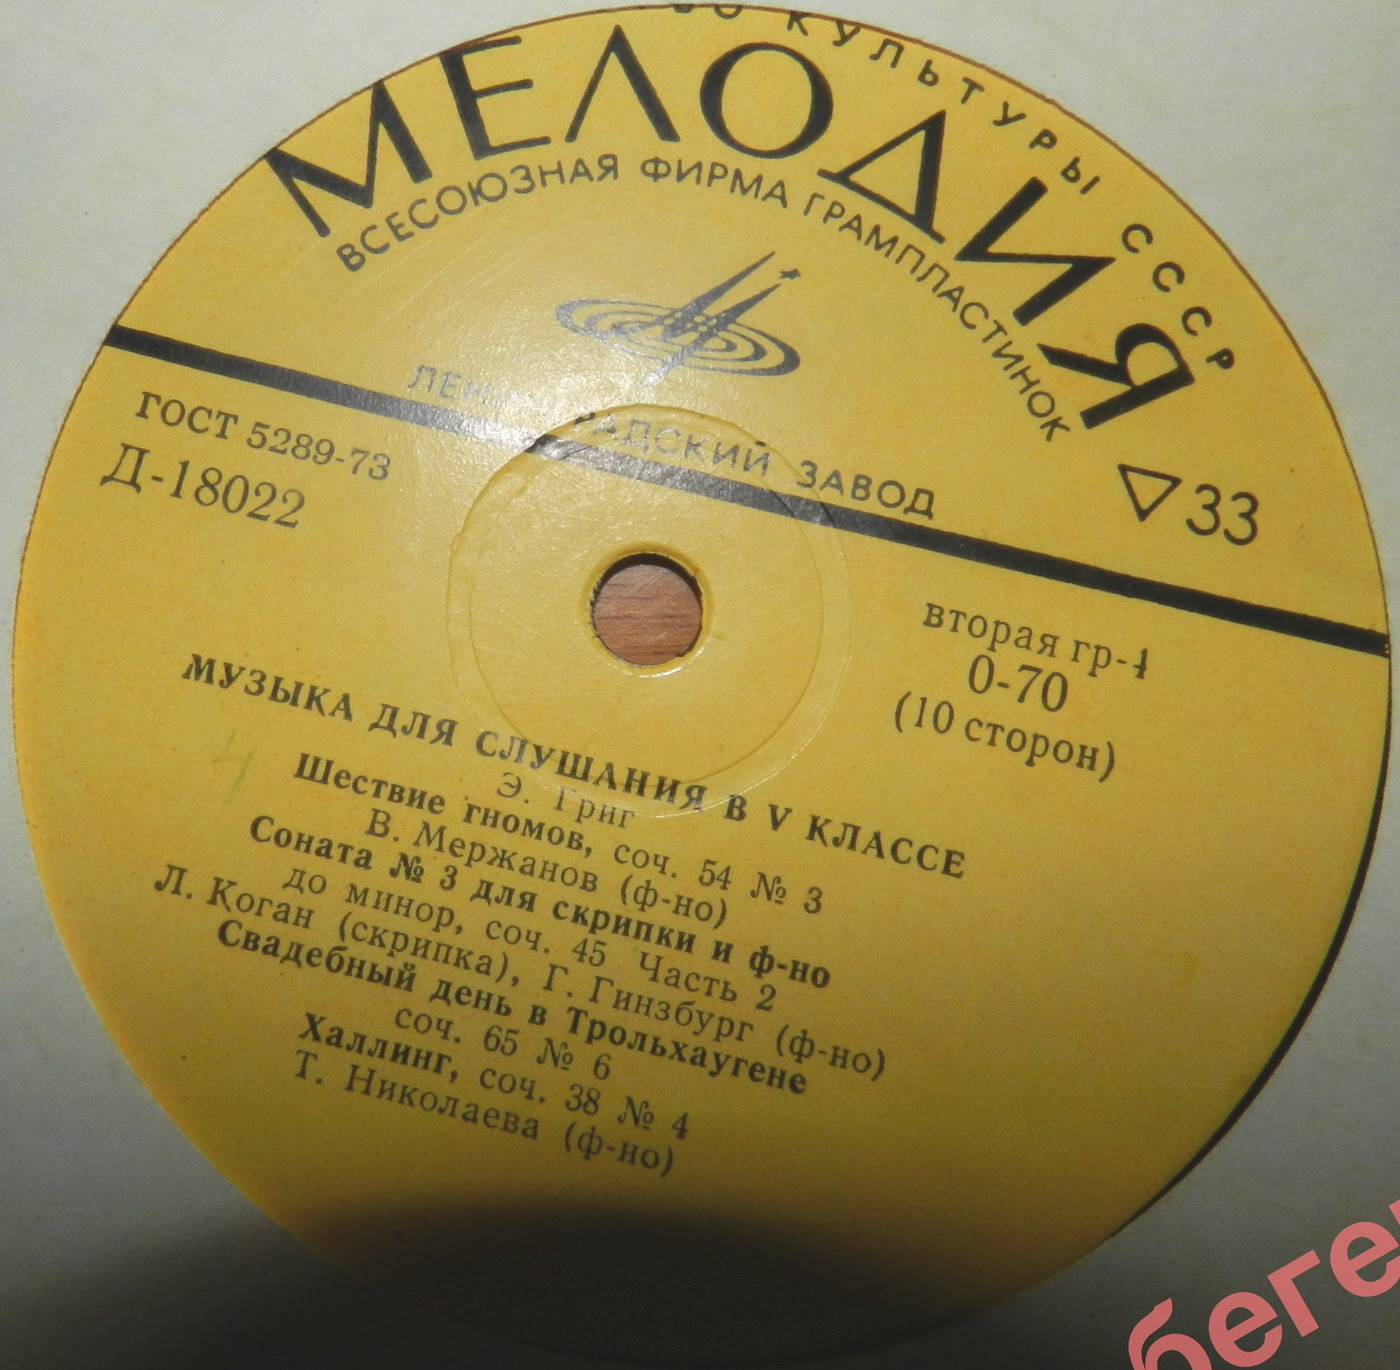 КУЛЬТУРЫ СССР
МЕЛОДИЯ
ВСЕСОЮЗНАЯ ФИРМА ГРАМПЛАСТИНОК
ЛЕНИНГРАДСКИЙ ЗАВОД
▽33
ГОСТ 5289-73
Д-18022
вторая гр-1
0-70
(10 сторон)
МУЗЫКА ДЛЯ СЛУШАНИЯ В V КЛАССЕ
Э. Григ
Шествие гномов, соч. 54 № 3
В. Мержанов (ф-но)
Соната № 3 для скрипки и ф-но
до минор, соч. 45 Часть 2
Л. Коган (скрипка), Г. Гинзбург (ф-но)
Свадебный день в Трольхаугене
соч. 65 № 6
Халлинг, соч. 38 № 4
Т. Николаева (ф-но)
4